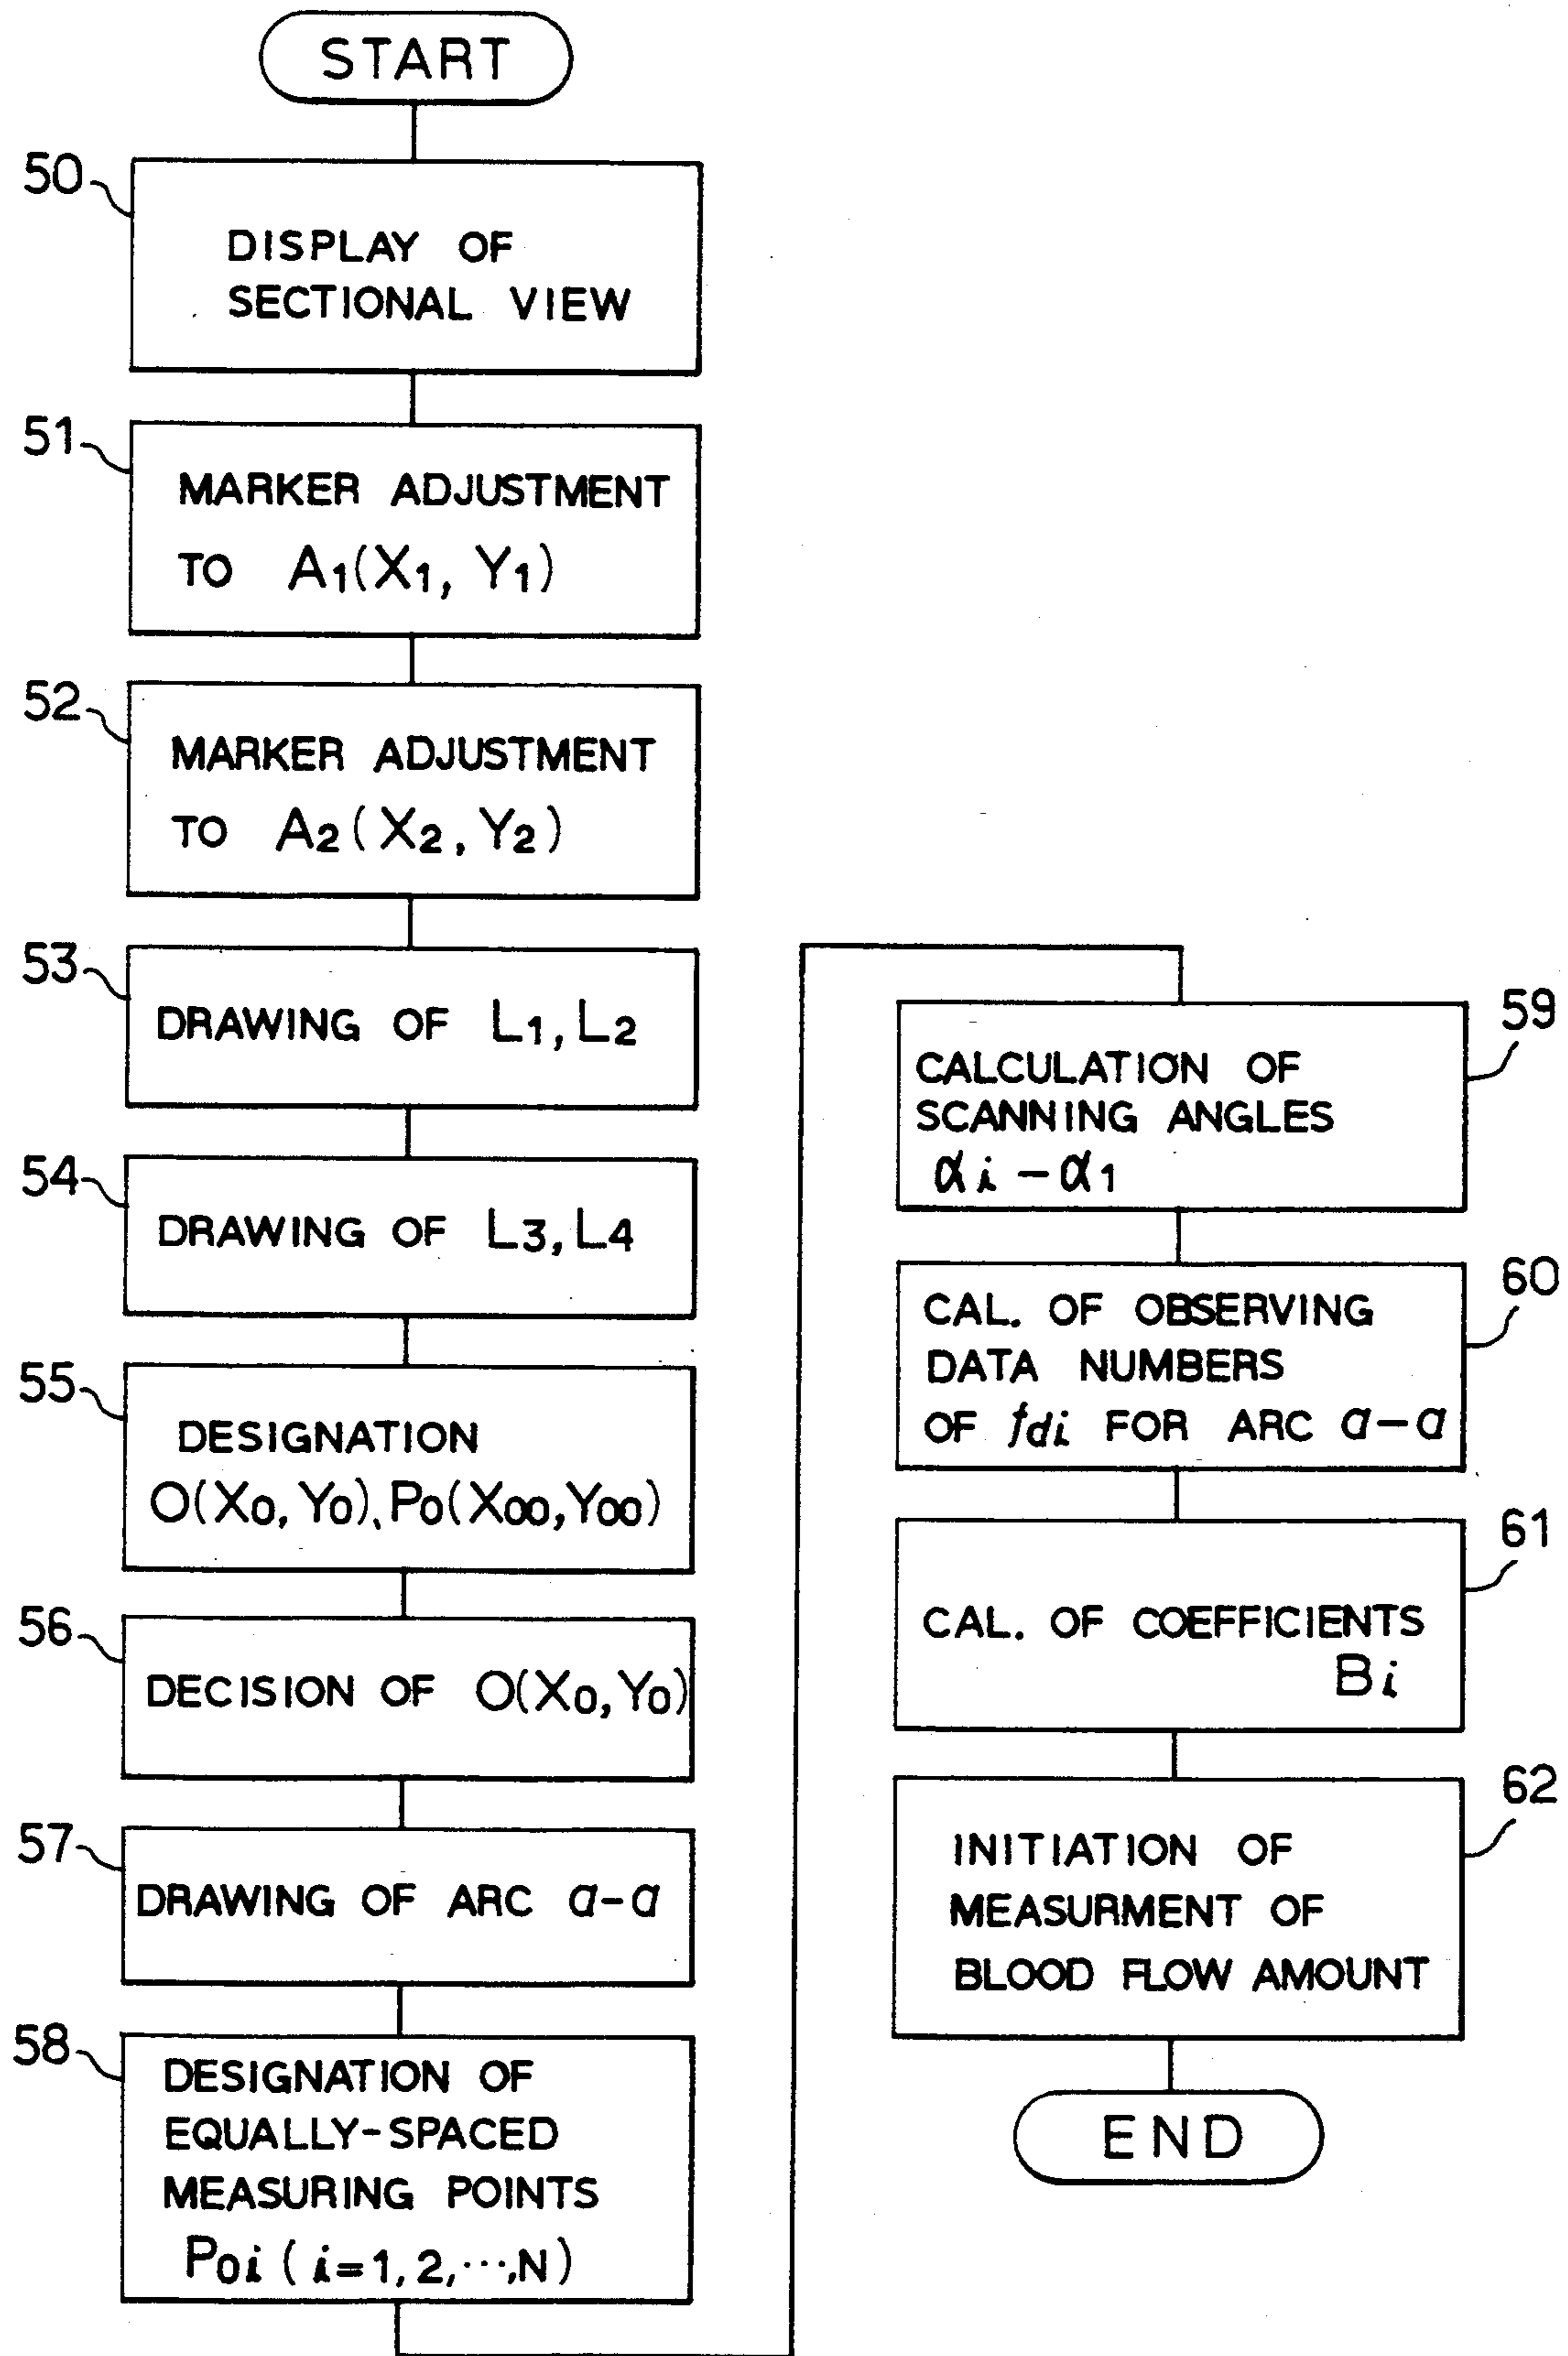 START
50
DISPLAY OF
SECTIONAL VIEW
51
MARKER ADJUSTMENT
TO A1(X1, Y1)
52
MARKER ADJUSTMENT
TO A2(X2, Y2)
53
DRAWING OF L1, L2
54
DRAWING OF L3, L4
55
DESIGNATION
O(X0, Y0), P0(X00, Y00)
56
DECISION OF O(X0, Y0)
57
DRAWING OF ARC a-a
58
DESIGNATION OF
EQUALLY-SPACED
MEASURING POINTS
P0i (i=1, 2, ···, N)
59
CALCULATION OF
SCANNING ANGLES
αi - α1
60
CAL. OF OBSERVING
DATA NUMBERS
OF fdi FOR ARC a-a
61
CAL. OF COEFFICIENTS
Bi
62
INITIATION OF
MEASURMENT OF
BLOOD FLOW AMOUNT
END